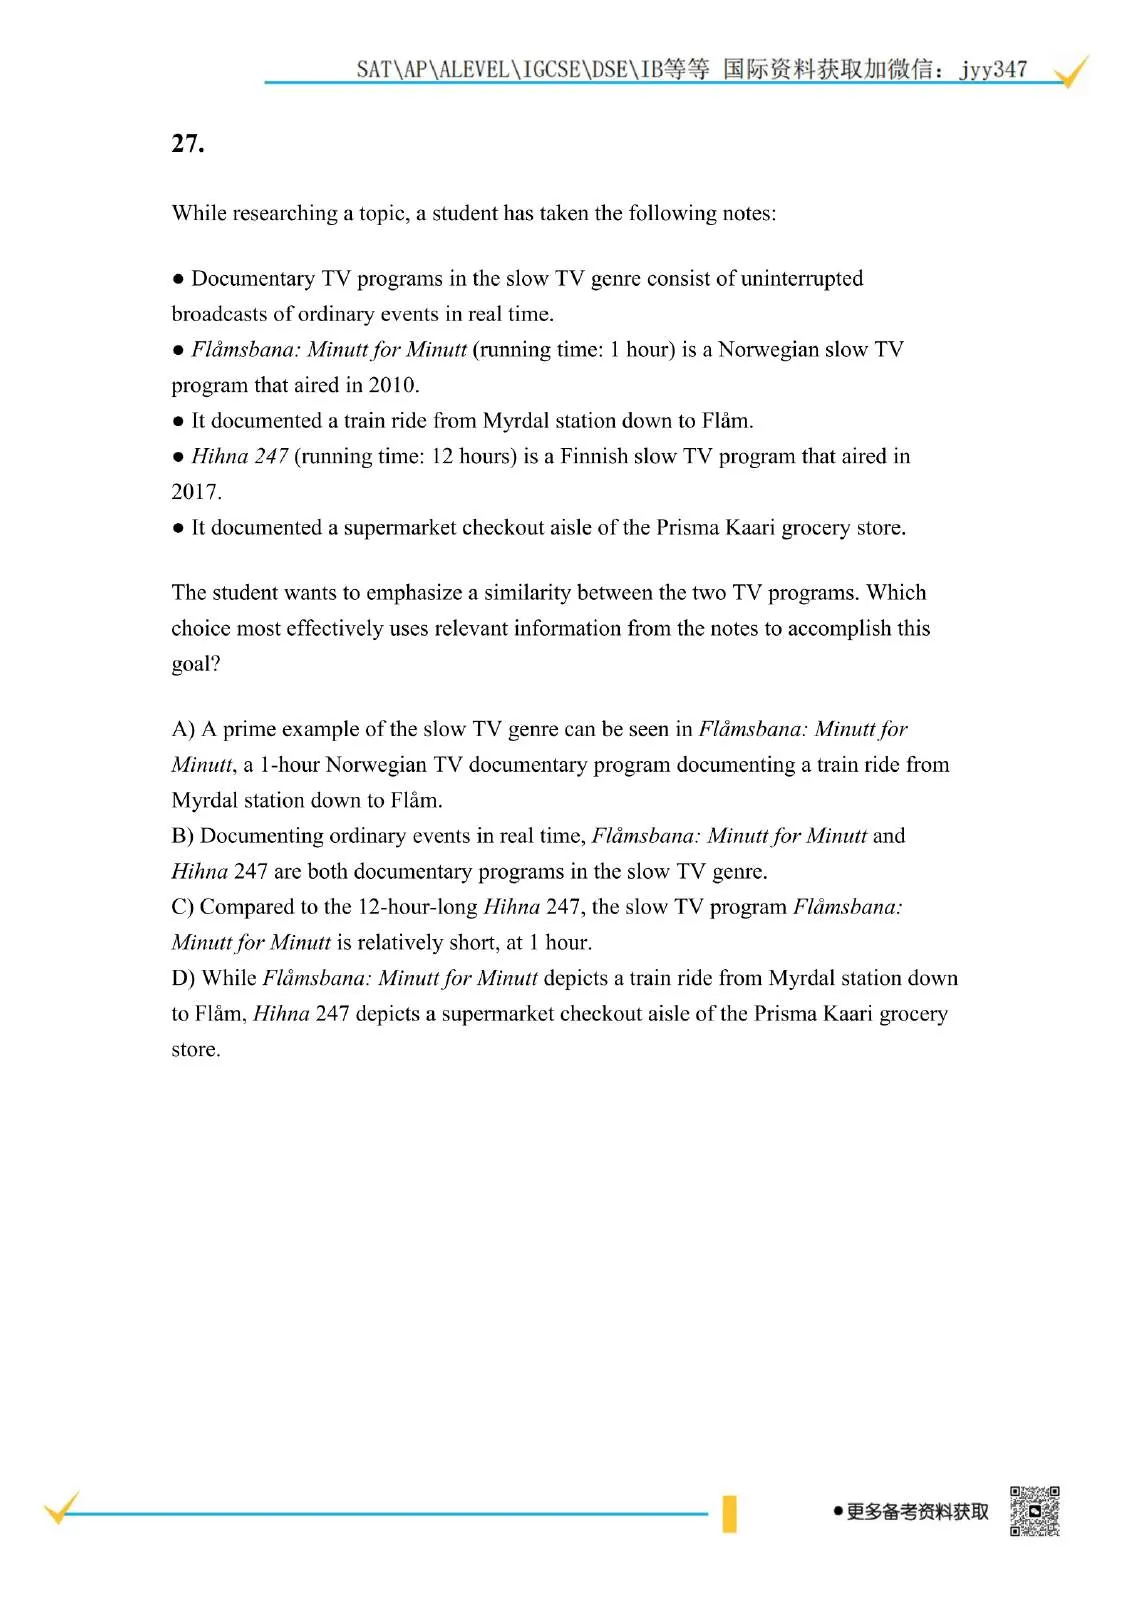 SAT\AP\ALEVEL\IGCSE\DSE\IB等等 国际资料获取加微信：jyy347
27.
While researching a topic, a student has taken the following notes:
● Documentary TV programs in the slow TV genre consist of uninterrupted
broadcasts of ordinary events in real time.
● Flåmsbana: Minutt for Minutt (running time: 1 hour) is a Norwegian slow TV
program that aired in 2010.
● It documented a train ride from Myrdal station down to Flåm.
● Hihna 247 (running time: 12 hours) is a Finnish slow TV program that aired in
2017.
● It documented a supermarket checkout aisle of the Prisma Kaari grocery store.
The student wants to emphasize a similarity between the two TV programs. Which
choice most effectively uses relevant information from the notes to accomplish this
goal?
A) A prime example of the slow TV genre can be seen in Flåmsbana: Minutt for
Minutt, a 1-hour Norwegian TV documentary program documenting a train ride from
Myrdal station down to Flåm.
B) Documenting ordinary events in real time, Flåmsbana: Minutt for Minutt and
Hihna 247 are both documentary programs in the slow TV genre.
C) Compared to the 12-hour-long Hihna 247, the slow TV program Flåmsbana:
Minutt for Minutt is relatively short, at 1 hour.
D) While Flåmsbana: Minutt for Minutt depicts a train ride from Myrdal station down
to Flåm, Hihna 247 depicts a supermarket checkout aisle of the Prisma Kaari grocery
store.
●更多备考资料获取